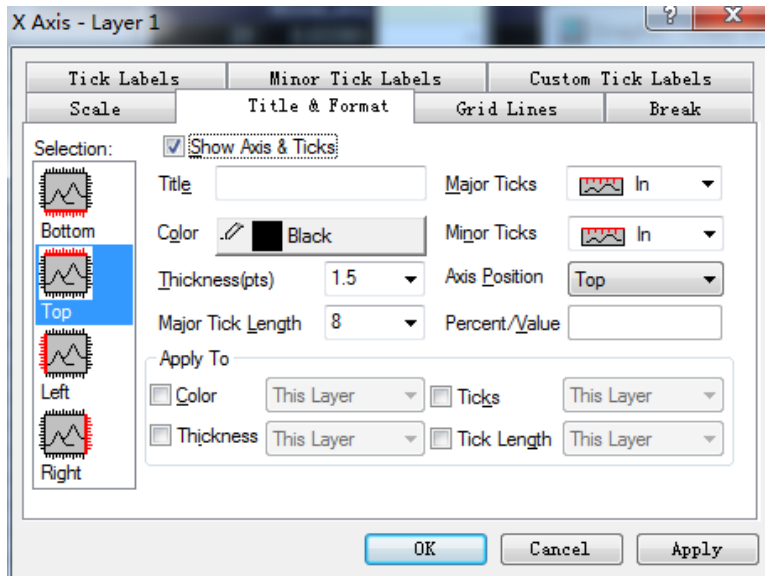 X Axis - Layer 1
Tick Labels Minor Tick Labels Custom Tick Labels
Scale Title & Format Grid Lines Break
Selection: Show Axis & Ticks
Title Major Ticks In
Bottom Color Black Minor Ticks In
Thickness(pts) 1.5 Axis Position Top
Top Major Tick Length 8 Percent/Value
Apply To
Left Color This Layer Ticks This Layer
Thickness This Layer Tick Length This Layer
Right
OK Cancel Apply